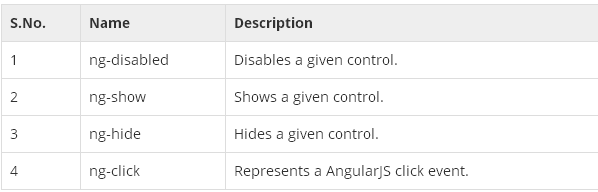 S.No. Name Description
1 ng-disabled Disables a given control.
2 ng-show Shows a given control.
3 ng-hide Hides a given control.
4 ng-click Represents a AngularJS click event.